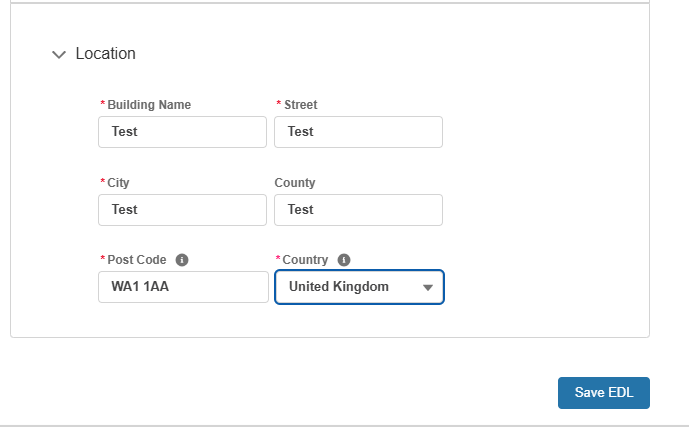 Location
* Building Name
* Street
Test
Test
* City
County
Test
Test
* Post Code
* Country
WA1 1AA
United Kingdom
Save EDL